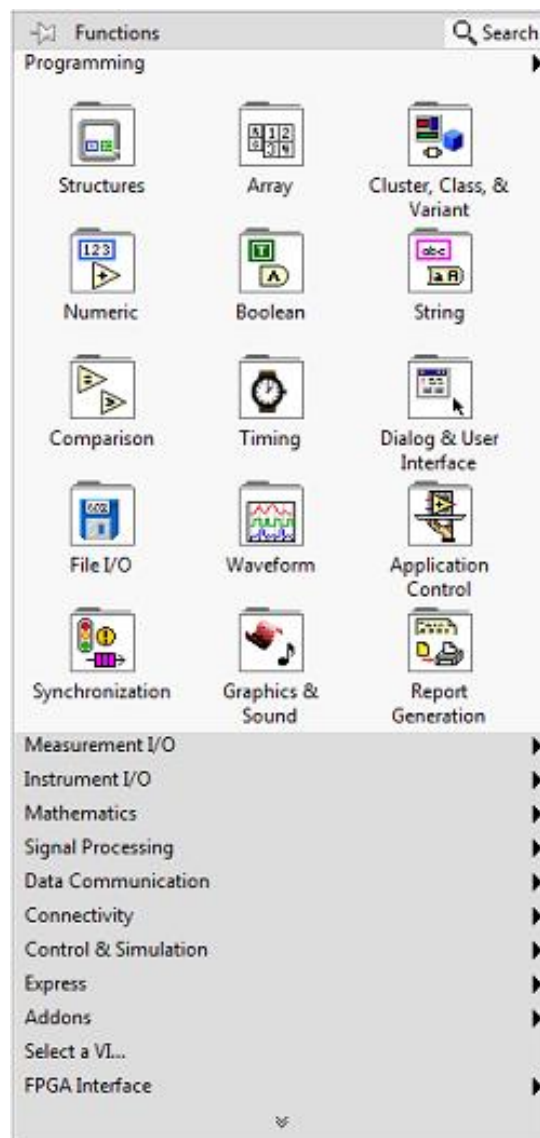 Functions
Search
Programming
Structures
Array
Cluster, Class, &
Variant
Numeric
Boolean
String
Comparison
Timing
Dialog & User
Interface
File I/O
Waveform
Application
Control
Synchronization
Graphics &
Sound
Report
Generation
Measurement I/O
Instrument I/O
Mathematics
Signal Processing
Data Communication
Connectivity
Control & Simulation
Express
Addons
Select a VI...
FPGA Interface